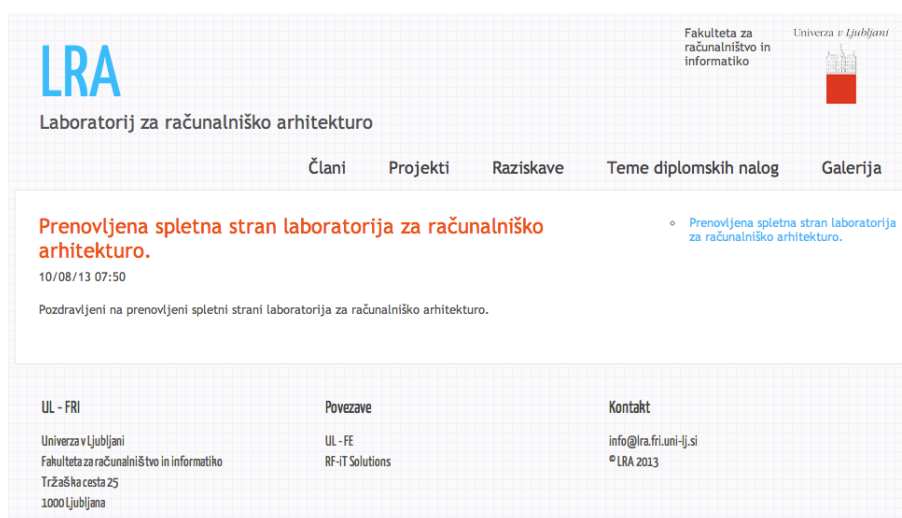 LRA
Laboratorij za računalniško arhitekturo
Fakulteta za
računalništvo in
informatiko
Univerza v Ljubljani
Člani
Projekti
Raziskave
Teme diplomskih nalog
Galerija
Prenovljena spletna stran laboratorija za računalniško
arhitekturo.
10/08/13 07:50
Pozdravljeni na prenovljeni spletni strani laboratorija za računalniško arhitekturo.
Prenovljena spletna stran laboratorija
za računalniško arhitekturo.
UL - FRI
Univerza v Ljubljani
Fakulteta za računalništvo in informatiko
Tržaška cesta 25
1000 Ljubljana
Povezave
UL - FE
RF-iT Solutions
Kontakt
info@lra.fri.uni-lj.si
© LRA 2013